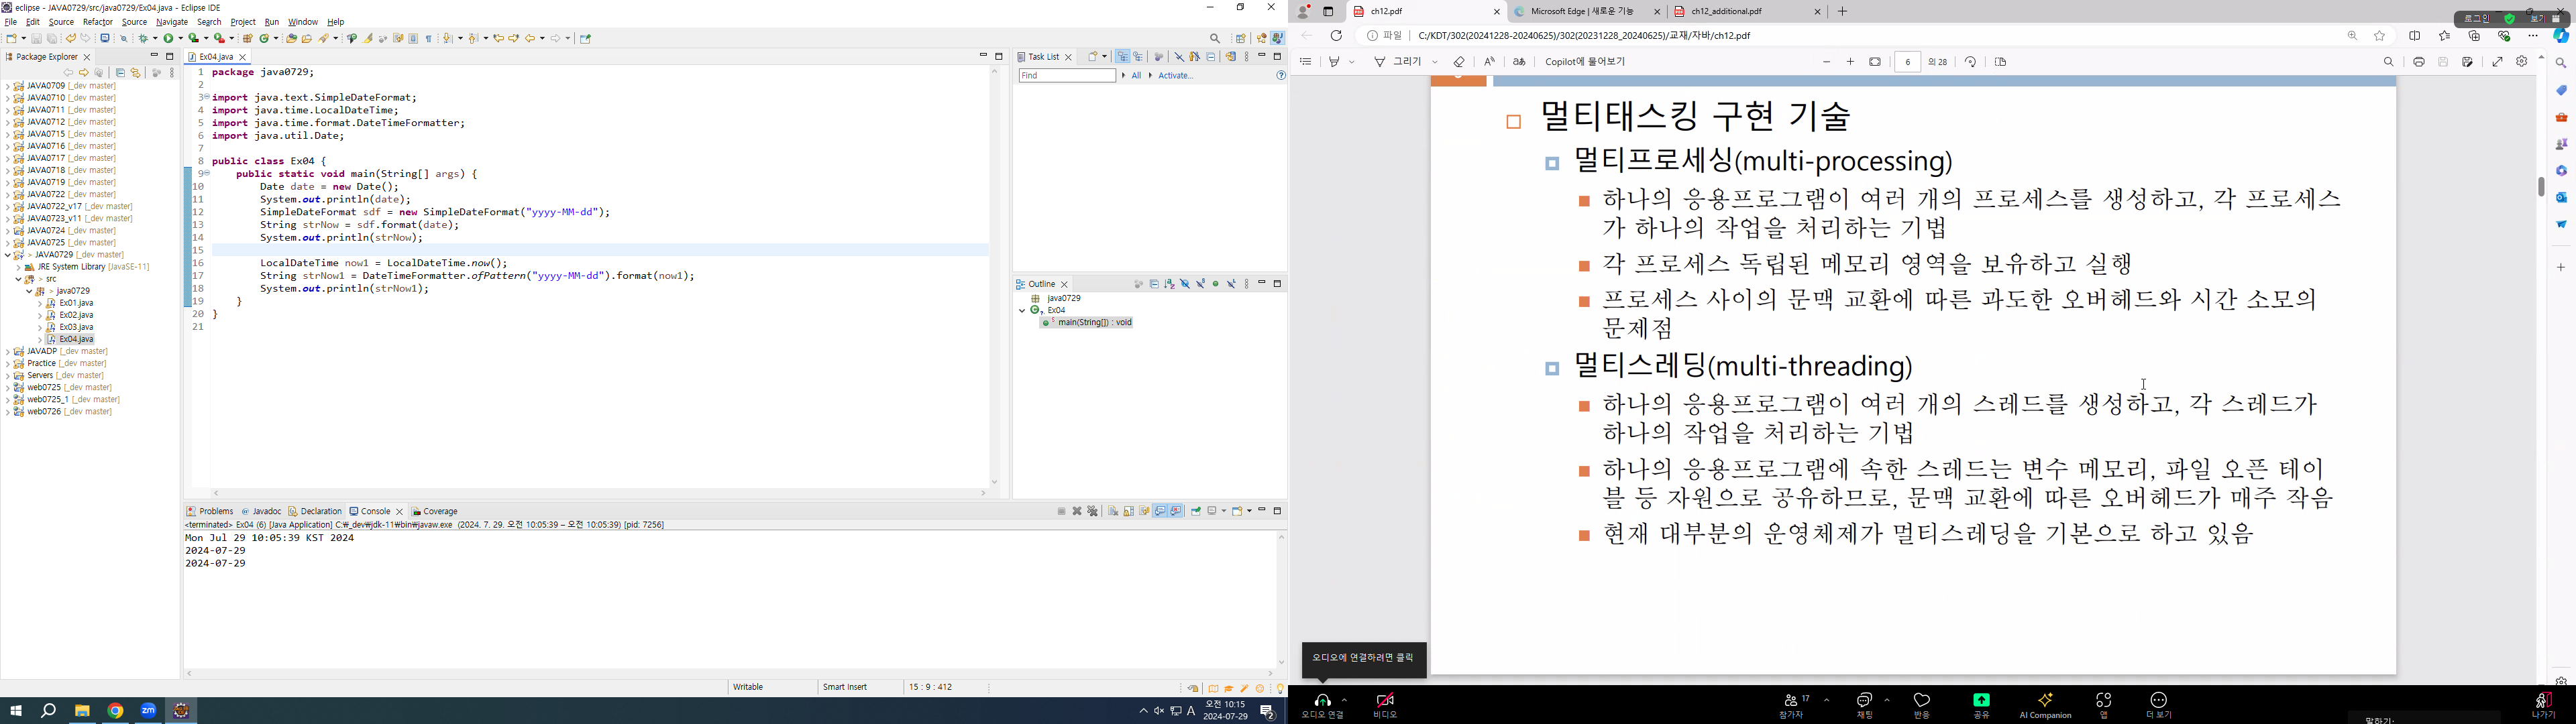 eclipse - JAVA0729/src/java0729/Ex04.java - Eclipse IDE
File Edit Source Refactor Source Navigate Search Project Run Window Help
Package Explorer
JAVA0709 [_dev master]
JAVA0710 [_dev master]
JAVA0711 [_dev master]
JAVA0712 [_dev master]
JAVA0715 [_dev master]
JAVA0716 [_dev master]
JAVA0717 [_dev master]
JAVA0718 [_dev master]
JAVA0719 [_dev master]
JAVA0722 [_dev master]
JAVA0722_v17 [_dev master]
JAVA0723_v11 [_dev master]
JAVA0724 [_dev master]
JAVA0725 [_dev master]
> JAVA0729 [_dev master]
JRE System Library [JavaSE-11]
> src
> java0729
Ex01.java
Ex02.java
Ex03.java
Ex04.java
JAVADP [_dev master]
Practice [_dev master]
Servers [_dev master]
web0725 [_dev master]
web0725_1 [_dev master]
web0726 [_dev master]
Ex04.java
1 package java0729;
2
3 import java.text.SimpleDateFormat;
4 import java.time.LocalDateTime;
5 import java.time.format.DateTimeFormatter;
6 import java.util.Date;
7
8 public class Ex04 {
9 public static void main(String[] args) {
10 Date date = new Date();
11 System.out.println(date);
12 SimpleDateFormat sdf = new SimpleDateFormat("yyyy-MM-dd");
13 String strNow = sdf.format(date);
14 System.out.println(strNow);
15
16 LocalDateTime now1 = LocalDateTime.now();
17 String strNow1 = DateTimeFormatter.ofPattern("yyyy-MM-dd").format(now1);
18 System.out.println(strNow1);
19 }
20 }
21
Task List
Find All Activate...
Outline
java0729
Ex04
main(String[]) : void
Problems Javadoc Declaration Console Coverage
<terminated> Ex04 (6) [Java Application] C:₩_dev₩jdk-11₩bin₩javaw.exe (2024. 7. 29. 오전 10:05:39 – 오전 10:05:39) [pid: 7256]
Mon Jul 29 10:05:39 KST 2024
2024-07-29
2024-07-29
Writable Smart Insert 15 : 9 : 412
zm
A 오전 10:15
2024-07-29
2
ch12.pdf Microsoft Edge | 새로운 기능 ch12_additional.pdf
로그인 보기
파일 C:/KDT/302(20241228-20240625)/302(20231228_20240625)/교재/자바/ch12.pdf
그리기 Copilot에 물어보기 6 의 28
멀티태스킹 구현 기술
멀티프로세싱(multi-processing)
하나의 응용프로그램이 여러 개의 프로세스를 생성하고, 각 프로세스
가 하나의 작업을 처리하는 기법
각 프로세스 독립된 메모리 영역을 보유하고 실행
프로세스 사이의 문맥 교환에 따른 과도한 오버헤드와 시간 소모의
문제점
멀티스레딩(multi-threading)
하나의 응용프로그램이 여러 개의 스레드를 생성하고, 각 스레드가
하나의 작업을 처리하는 기법
하나의 응용프로그램에 속한 스레드는 변수 메모리, 파일 오픈 테이
블 등 자원으로 공유하므로, 문맥 교환에 따른 오버헤드가 매주 작음
현재 대부분의 운영체제가 멀티스레딩을 기본으로 하고 있음
오디오에 연결하려면 클릭
오디오 연결 비디오 17 참가자 채팅 반응 공유 AI Companion 앱 더 보기 나가기
말하기: